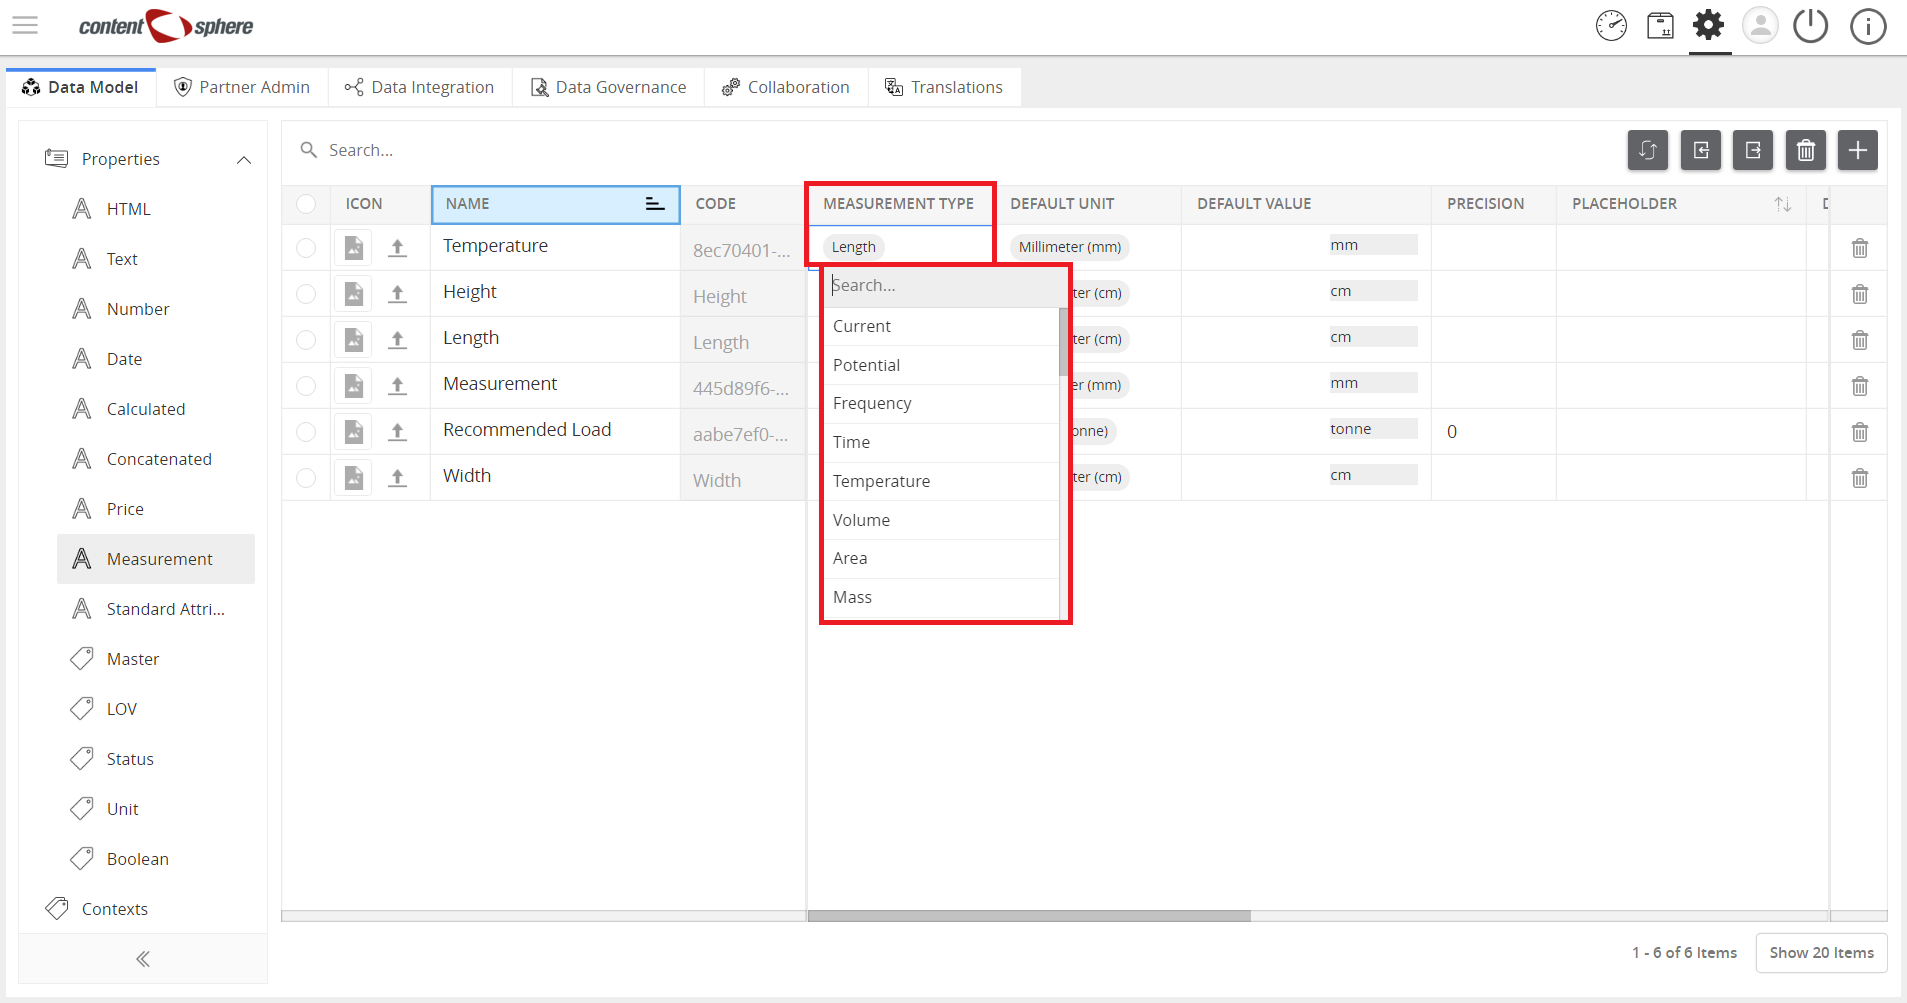 content sphere
Data Model
Partner Admin
Data Integration
Data Governance
Collaboration
Translations
Properties
HTML
Text
Number
Date
Calculated
Concatenated
Price
Measurement
Standard Attri...
Master
LOV
Status
Unit
Boolean
Contexts
Search...
ICON NAME CODE MEASUREMENT TYPE DEFAULT UNIT DEFAULT VALUE PRECISION PLACEHOLDER
Temperature 8ec70401-... Length Millimeter (mm) mm
Height Height ter (cm) cm
Length Length ter (cm) cm
Measurement 445d89f6-... er (mm) mm
Recommended Load aabe7ef0-... onne) tonne 0
Width Width ter (cm) cm
Search...
Current
Potential
Frequency
Time
Temperature
Volume
Area
Mass
1 - 6 of 6 Items
Show 20 Items